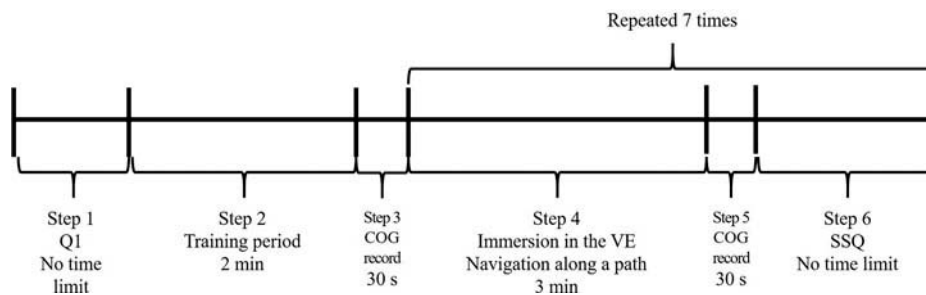 Repeated 7 times
Step 1
Q1
No time
limit
Step 2
Training period
2 min
Step 3
COG
record
30 s
Step 4
Immersion in the VE
Navigation along a path
3 min
Step 5
COG
record
30 s
Step 6
SSQ
No time limit